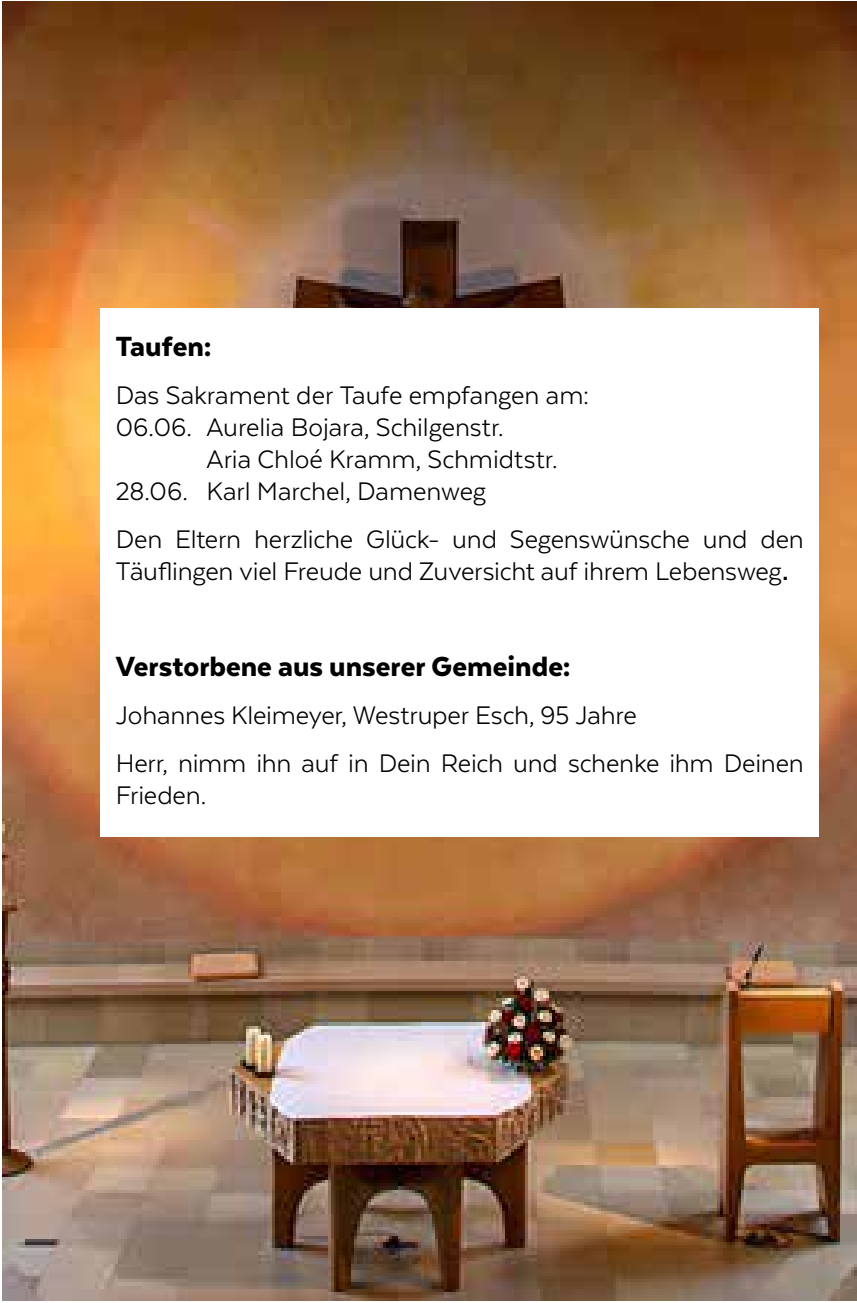 Taufen:
Das Sakrament der Taufe empfangen am:
06.06. Aurelia Bojara, Schilgenstr.
Aria Chloé Kramm, Schmidtstr.
28.06. Karl Marchel, Damenweg
Den Eltern herzliche Glück- und Segenswünsche und den
Täuflingen viel Freude und Zuversicht auf ihrem Lebensweg.
Verstorbene aus unserer Gemeinde:
Johannes Kleimeyer, Westruper Esch, 95 Jahre
Herr, nimm ihn auf in Dein Reich und schenke ihm Deinen
Frieden.